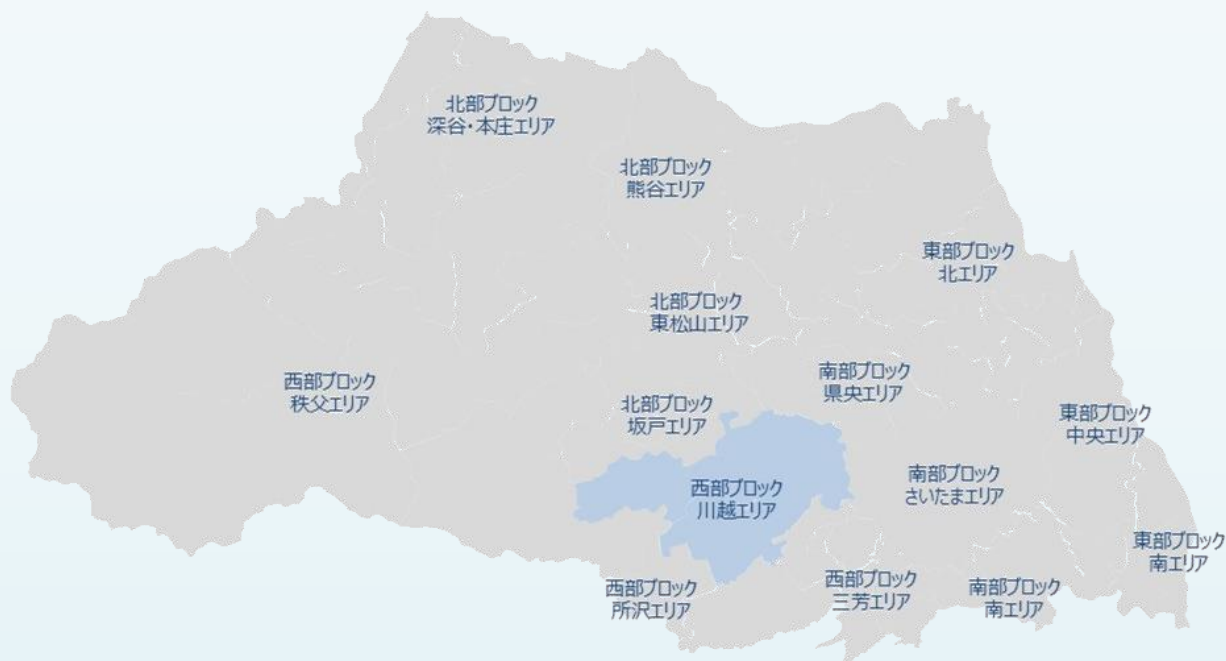 北部ブロック
深谷・本庄エリア
北部ブロック
熊谷エリア
東部ブロック
北エリア
北部ブロック
東松山エリア
南部ブロック
県央エリア
西部ブロック
秩父エリア
北部ブロック
坂戸エリア
東部ブロック
中央エリア
南部ブロック
さいたまエリア
西部ブロック
川越エリア
東部ブロック
南エリア
西部ブロック
所沢エリア
西部ブロック
三芳エリア
南部ブロック
南エリア